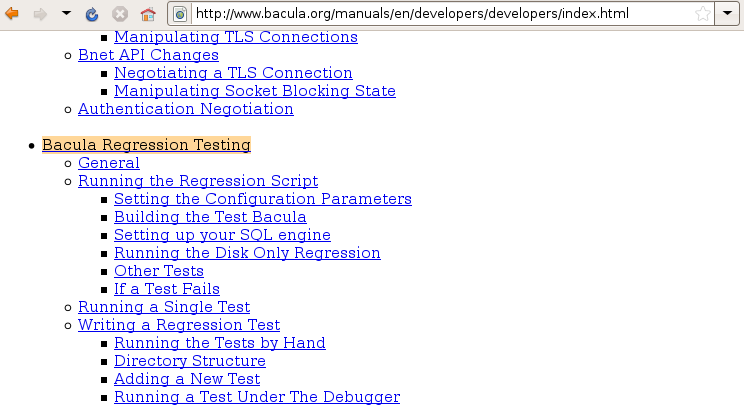 http://www.bacula.org/manuals/en/developers/developers/index.html
Manipulating TLS Connections
Bnet API Changes
Negotiating a TLS Connection
Manipulating Socket Blocking State
Authentication Negotiation
Bacula Regression Testing
General
Running the Regression Script
Setting the Configuration Parameters
Building the Test Bacula
Setting up your SQL engine
Running the Disk Only Regression
Other Tests
If a Test Fails
Running a Single Test
Writing a Regression Test
Running the Tests by Hand
Directory Structure
Adding a New Test
Running a Test Under The Debugger